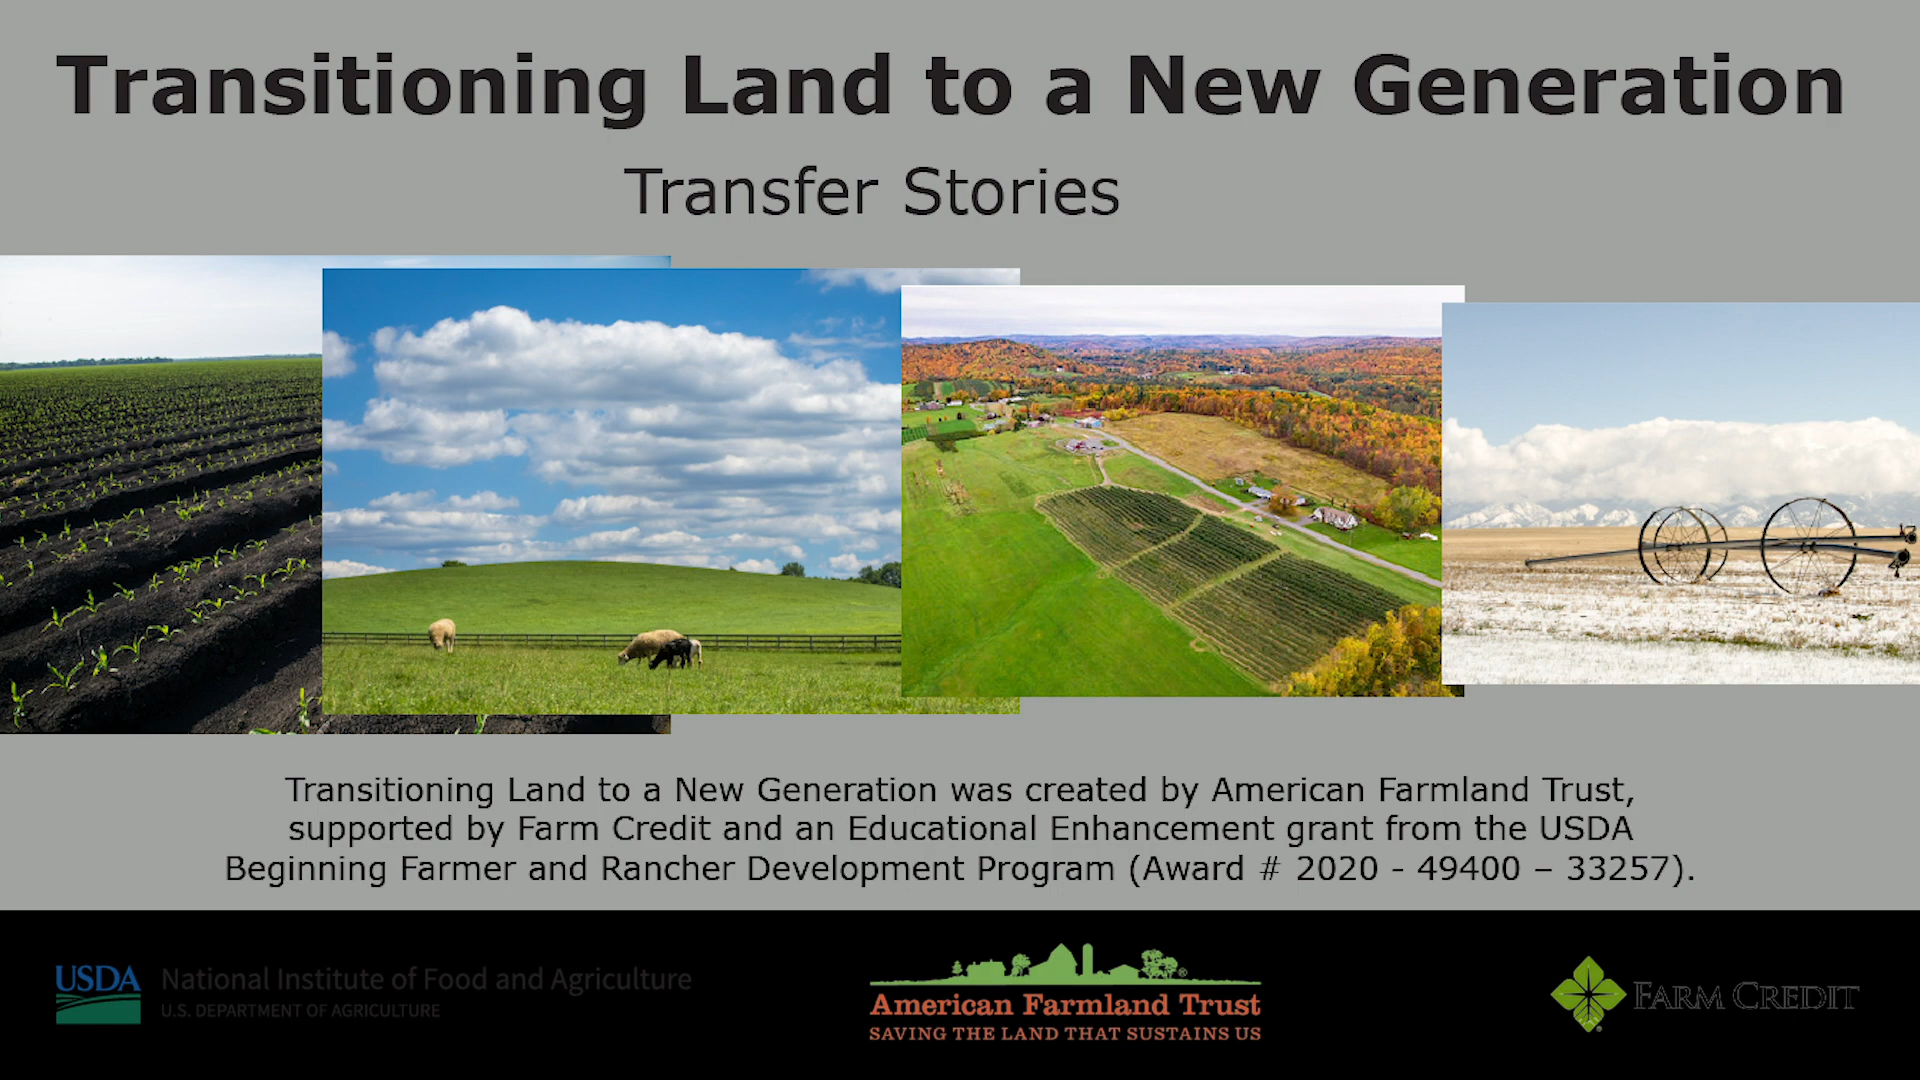 Transitioning Land to a New Generation
Transfer Stories
Transitioning Land to a New Generation was created by American Farmland Trust,
supported by Farm Credit and an Educational Enhancement grant from the USDA
Beginning Farmer and Rancher Development Program (Award # 2020 - 49400 – 33257).
USDA National Institute of Food and Agriculture
U.S. DEPARTMENT OF AGRICULTURE
American Farmland Trust
SAVING THE LAND THAT SUSTAINS US
FARM CREDIT